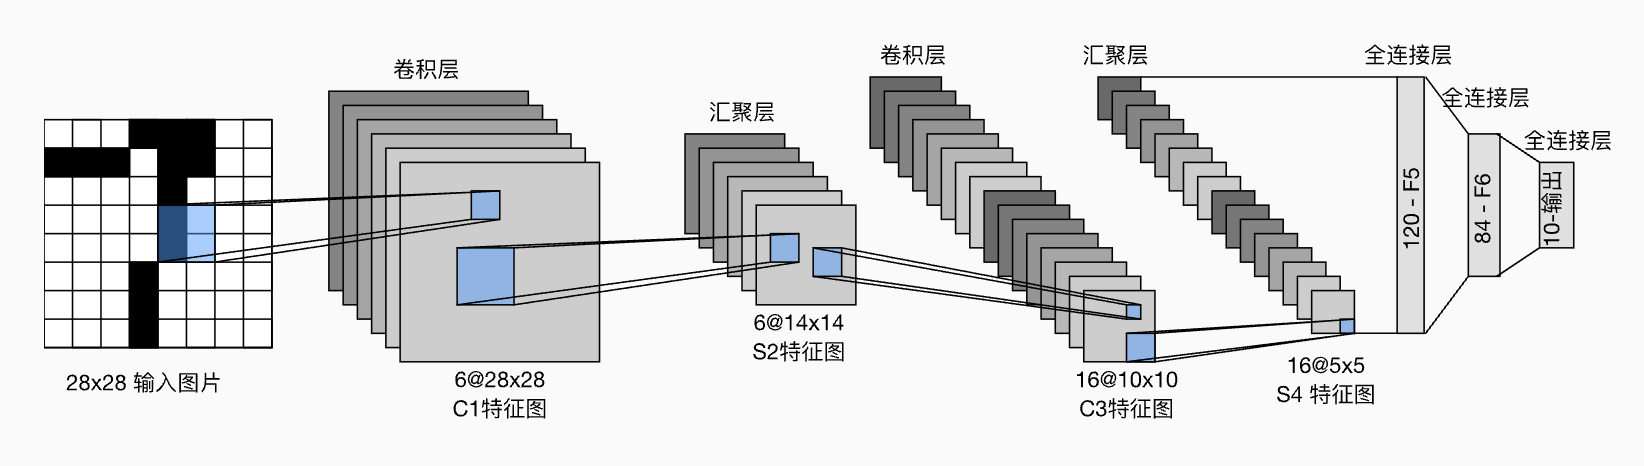 卷积层
汇聚层
卷积层
汇聚层
全连接层
全连接层
全连接层
28x28 输入图片
6@28x28
C1特征图
6@14x14
S2特征图
16@10x10
C3特征图
16@5x5
S4 特征图
120 - F5
84 - F6
10-输出